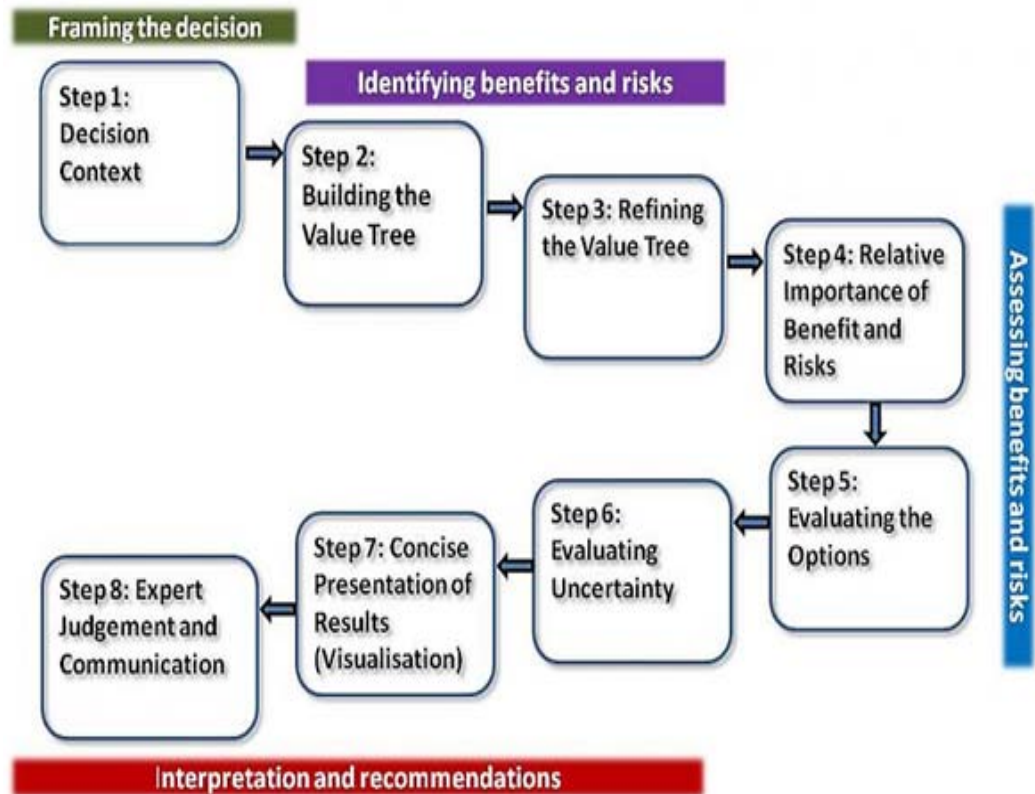 Framing the decision
Identifying benefits and risks
Step 1:
Decision
Context
Step 2:
Building the
Value Tree
Step 3: Refining
the Value Tree
Step 4: Relative
Importance of
Benefit and
Risks
Assessing benefits and risks
Step 5:
Evaluating the
Options
Step 6:
Evaluating
Uncertainty
Step 7: Concise
Presentation of
Results
(Visualisation)
Step 8: Expert
Judgement and
Communication
Interpretation and recommendations